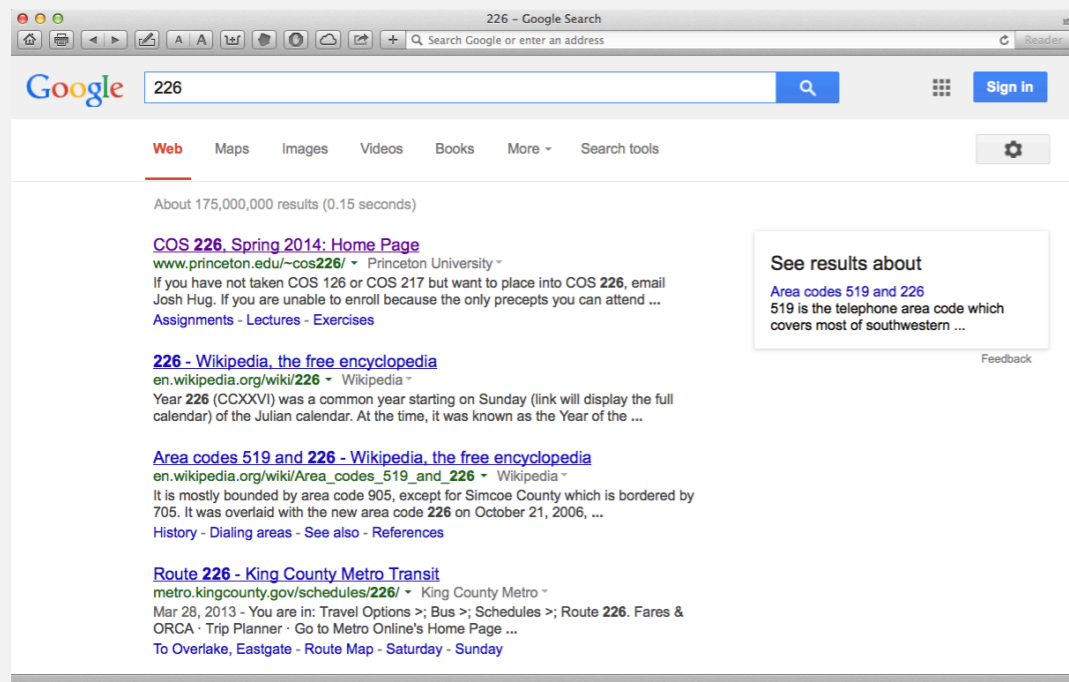 226 – Google Search
A A
Search Google or enter an address
Reader
Google
226
Sign in
Web Maps Images Videos Books More Search tools
About 175,000,000 results (0.15 seconds)
COS 226, Spring 2014: Home Page
www.princeton.edu/~cos226/ Princeton University
If you have not taken COS 126 or COS 217 but want to place into COS 226, email
Josh Hug. If you are unable to enroll because the only precepts you can attend ...
Assignments - Lectures - Exercises
See results about
Area codes 519 and 226
519 is the telephone area code which
covers most of southwestern ...
Feedback
226 - Wikipedia, the free encyclopedia
en.wikipedia.org/wiki/226 Wikipedia
Year 226 (CCXXVI) was a common year starting on Sunday (link will display the full
calendar) of the Julian calendar. At the time, it was known as the Year of the ...
Area codes 519 and 226 - Wikipedia, the free encyclopedia
en.wikipedia.org/wiki/Area_codes_519_and_226 Wikipedia
It is mostly bounded by area code 905, except for Simcoe County which is bordered by
705. It was overlaid with the new area code 226 on October 21, 2006, ...
History - Dialing areas - See also - References
Route 226 - King County Metro Transit
metro.kingcounty.gov/schedules/226/ King County Metro
Mar 28, 2013 - You are in: Travel Options >; Bus >; Schedules >; Route 226. Fares &
ORCA · Trip Planner · Go to Metro Online's Home Page ...
To Overlake, Eastgate - Route Map - Saturday - Sunday